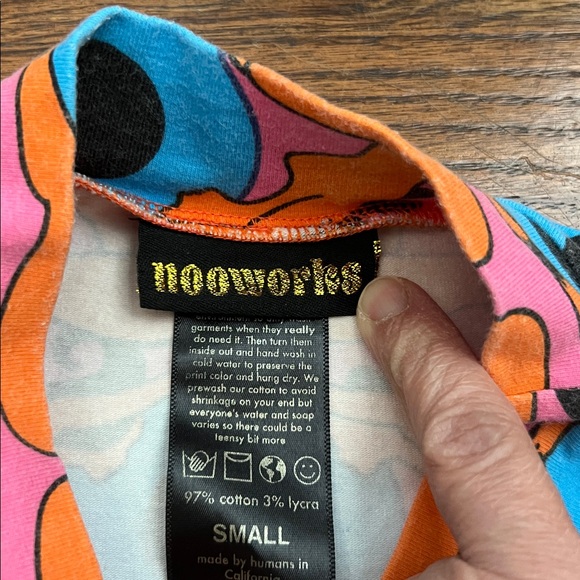 nooworks
garments when they really
do need it. Then turn them
inside out and hand wash in
cold water to preserve the
print color and hang dry. We
prewash our cotton to avoid
shrinkage on your end but
everyone's water and soap
varies so there could be a
teensy bit more
97% cotton 3% lycra
SMALL
made by humans in
California